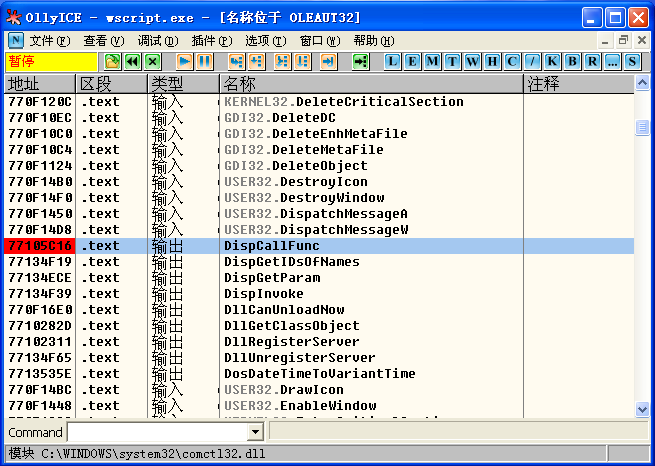 OllyICE - wscript.exe - [名称位于 OLEAUT32]
N 文件(F) 查看(V) 调试(D) 插件(P) 选项(T) 窗口(W) 帮助(H)
暂停 L E M T W H C / K B R ... S
地址 区段 类型 名称 注释
770F120C .text 输入 KERNEL32.DeleteCriticalSection
770F10EC .text 输入 GDI32.DeleteDC
770F10C0 .text 输入 GDI32.DeleteEnhMetaFile
770F10C4 .text 输入 GDI32.DeleteMetaFile
770F1124 .text 输入 GDI32.DeleteObject
770F14B0 .text 输入 USER32.DestroyIcon
770F14F0 .text 输入 USER32.DestroyWindow
770F1450 .text 输入 USER32.DispatchMessageA
770F14D8 .text 输入 USER32.DispatchMessageW
77105C16 .text 输出 DispCallFunc
77134F19 .text 输出 DispGetIDsOfNames
77134ECE .text 输出 DispGetParam
77134F39 .text 输出 DispInvoke
770F16E0 .text 输出 DllCanUnloadNow
7710282D .text 输出 DllGetClassObject
77102311 .text 输出 DllRegisterServer
77134F65 .text 输出 DllUnregisterServer
7713535E .text 输出 DosDateTimeToVariantTime
770F14BC .text 输入 USER32.DrawIcon
770F1448 .text 输入 USER32.EnableWindow
Command
模块 C:\WINDOWS\system32\comctl32.dll